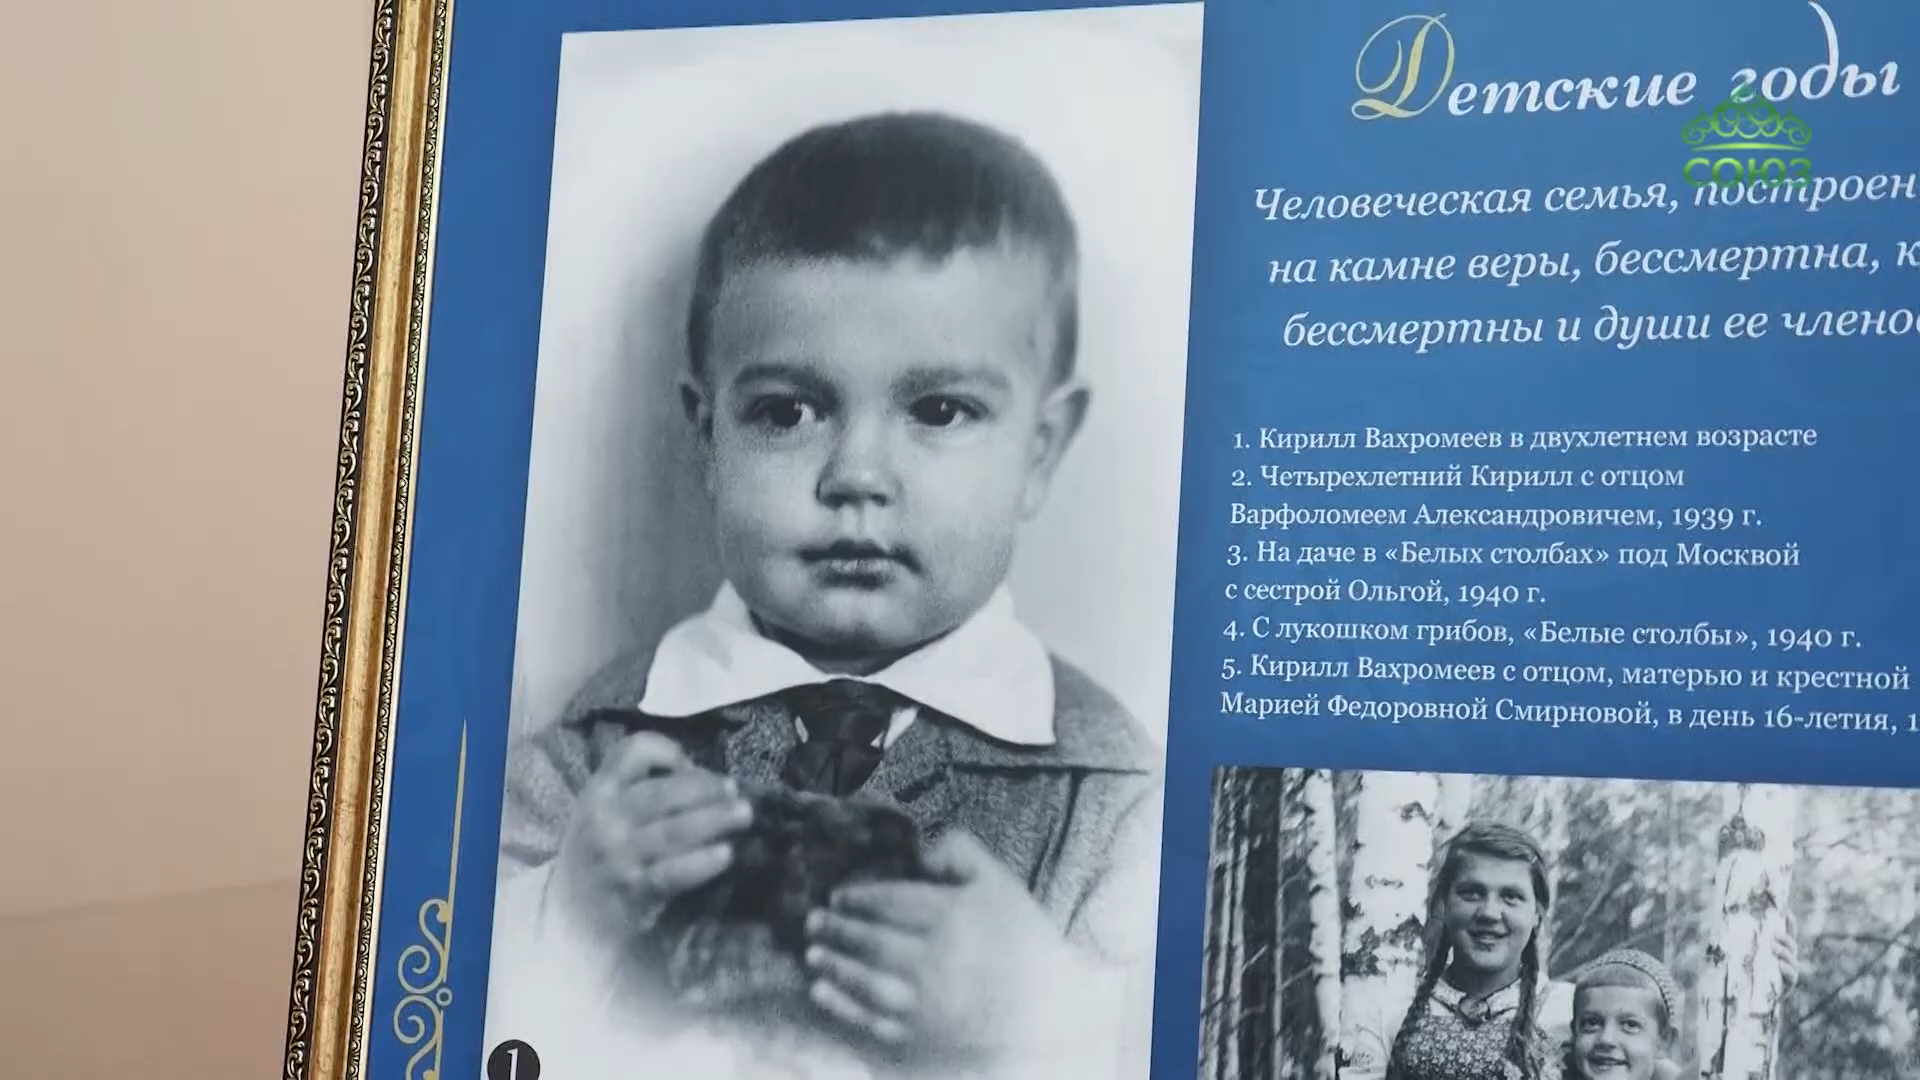 Детские годы
СОЮЗ
Человеческая семья, построен
на камне веры, бессмертна, к
бессмертны и души ее члено
1. Кирилл Вахромеев в двухлетнем возрасте
2. Четырехлетний Кирилл с отцом
Варфоломеем Александровичем, 1939 г.
3. На даче в «Белых столбах» под Москвой
с сестрой Ольгой, 1940 г.
4. С лукошком грибов, «Белые столбы», 1940 г.
5. Кирилл Вахромеев с отцом, матерью и крестной
Марией Федоровной Смирновой, в день 16-летия, 1
1